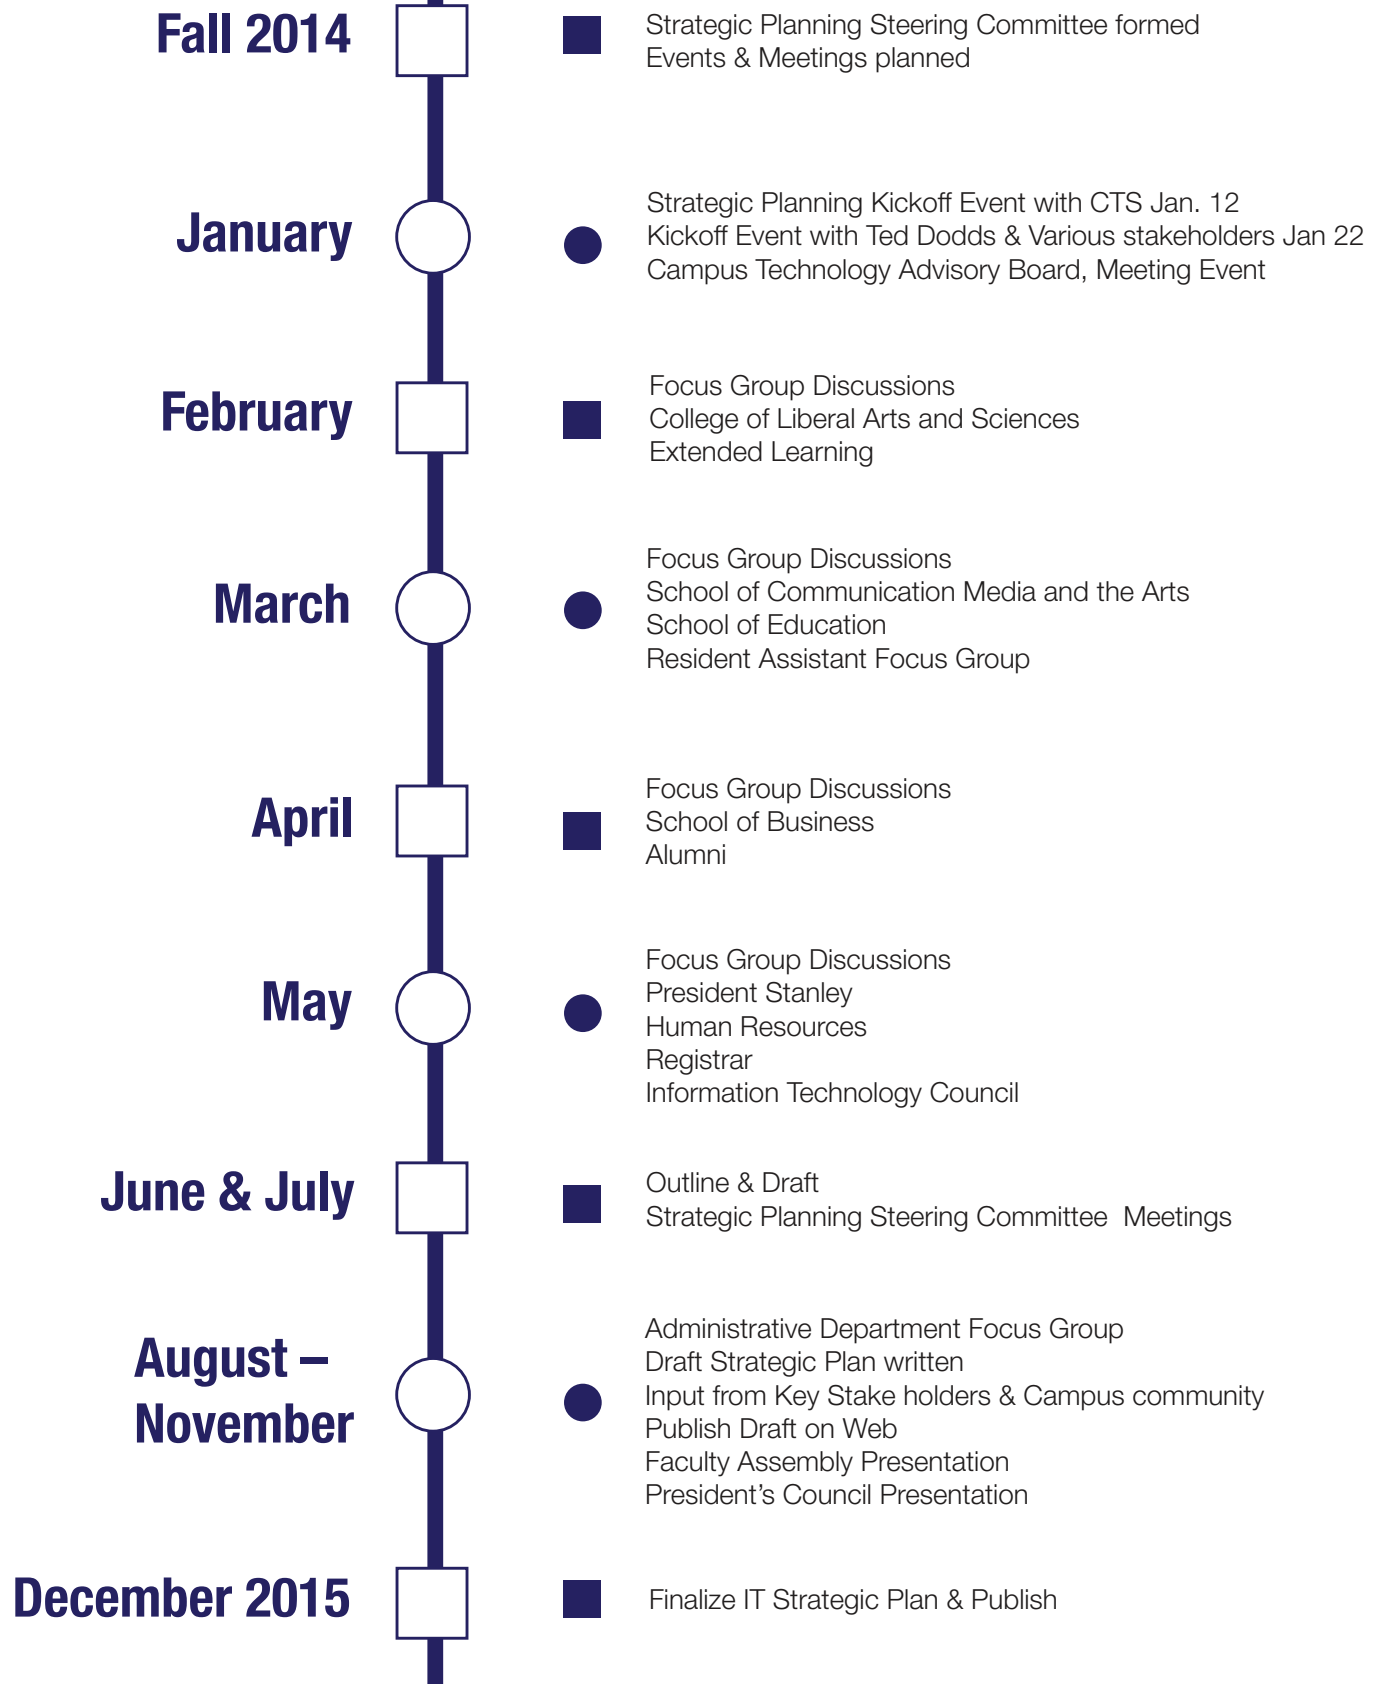 Fall 2014
Strategic Planning Steering Committee formed
Events & Meetings planned
January
Strategic Planning Kickoff Event with CTS Jan. 12
Kickoff Event with Ted Dodds & Various stakeholders Jan 22
Campus Technology Advisory Board, Meeting Event
February
Focus Group Discussions
College of Liberal Arts and Sciences
Extended Learning
March
Focus Group Discussions
School of Communication Media and the Arts
School of Education
Resident Assistant Focus Group
April
Focus Group Discussions
School of Business
Alumni
May
Focus Group Discussions
President Stanley
Human Resources
Registrar
Information Technology Council
June & July
Outline & Draft
Strategic Planning Steering Committee  Meetings
August –
November
Administrative Department Focus Group
Draft Strategic Plan written
Input from Key Stake holders & Campus community
Publish Draft on Web
Faculty Assembly Presentation
President’s Council Presentation
December 2015
Finalize IT Strategic Plan & Publish